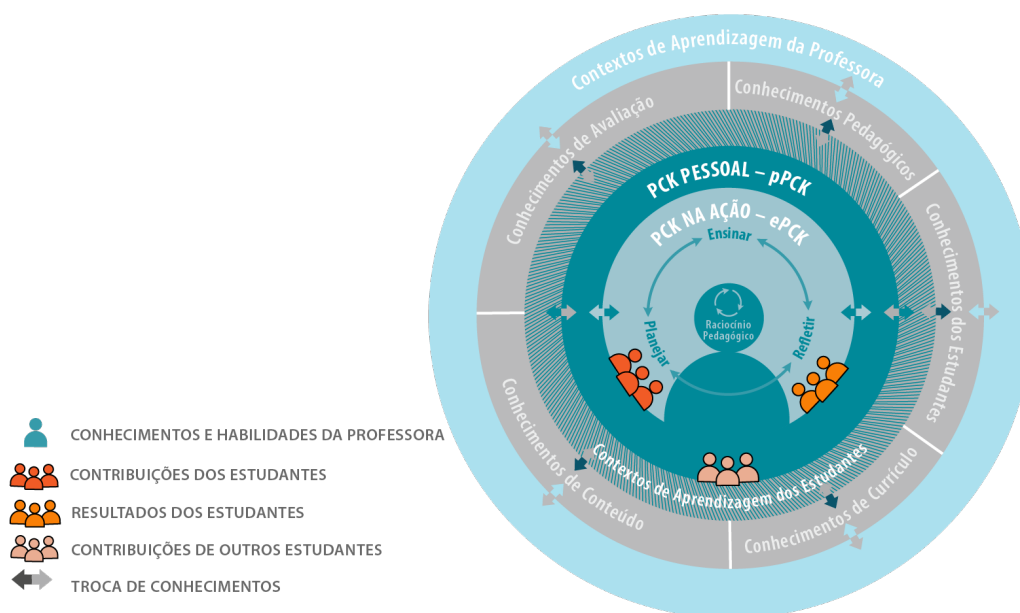 Contextos de Aprendizagem da Professora
Conhecimentos de Avaliação
Conhecimentos Pedagógicos
PCK PESSOAL – pPCK
PCK NA AÇÃO – ePCK
Ensinar
Raciocínio
Pedagógico
Planejar
Refletir
Conhecimentos dos Estudantes
Conhecimentos de Conteúdo
Contextos de Aprendizagem dos Estudantes
Conhecimentos de Currículo
CONHECIMENTOS E HABILIDADES DA PROFESSORA
CONTRIBUIÇÕES DOS ESTUDANTES
RESULTADOS DOS ESTUDANTES
CONTRIBUIÇÕES DE OUTROS ESTUDANTES
TROCA DE CONHECIMENTOS